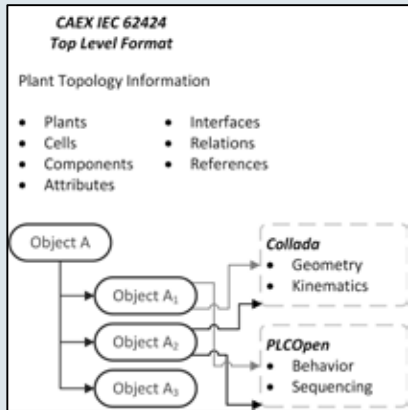 CAEX IEC 62424
Top Level Format
Plant Topology Information
• Plants
• Cells
• Components
• Attributes
• Interfaces
• Relations
• References
Object A
Object A1
Object A2
Object A3
Collada
• Geometry
• Kinematics
PLCOpen
• Behavior
• Sequencing